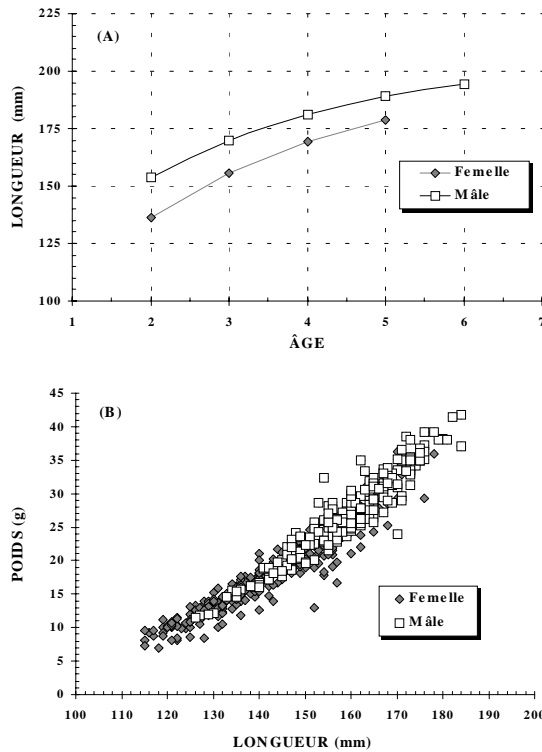 225
(A)
200
175
150
125
100
LONGUEUR (mm)
Femelle
Mâle
1 2 3 4 5 6 7
ÂGE
45
(B)
40
35
30
25
20
15
10
5
0
POIDS (g)
Femelle
Mâle
100 110 120 130 140 150 160 170 180 190 200
LONGUEUR (mm)